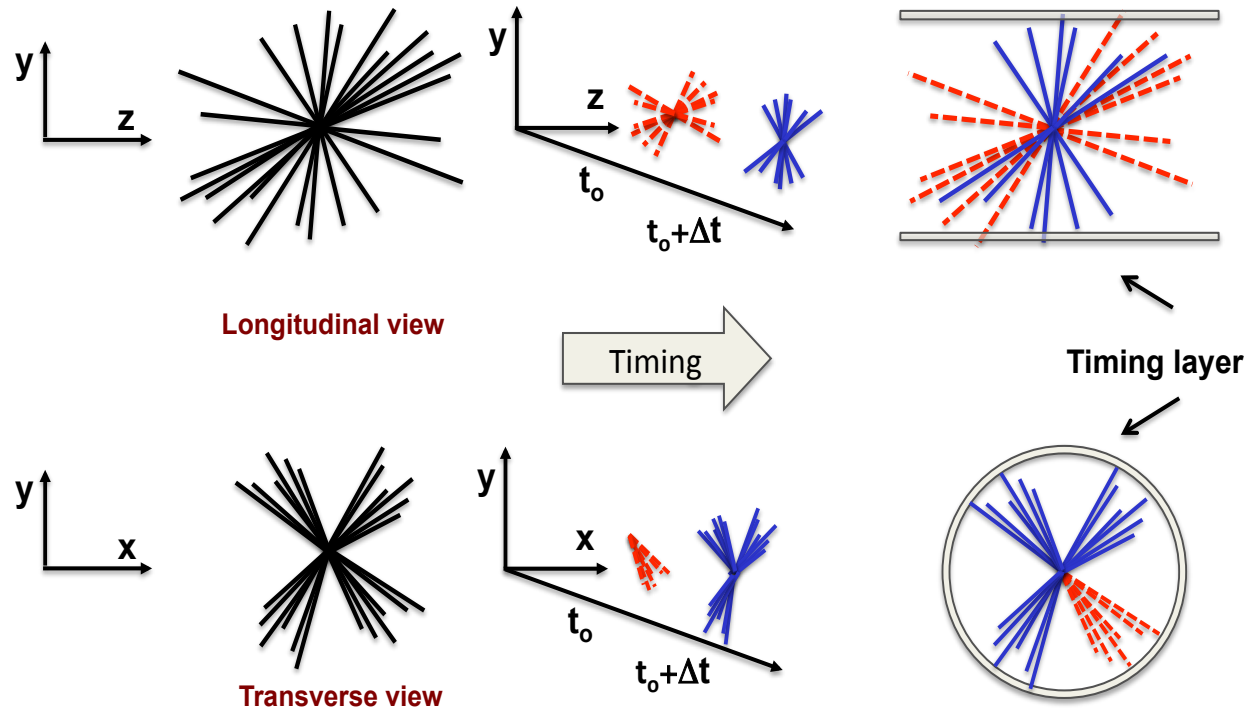 y
z
y
z
t₀
t₀+Δt
Longitudinal view
Timing
Timing layer
y
x
y
x
t₀
t₀+Δt
Transverse view